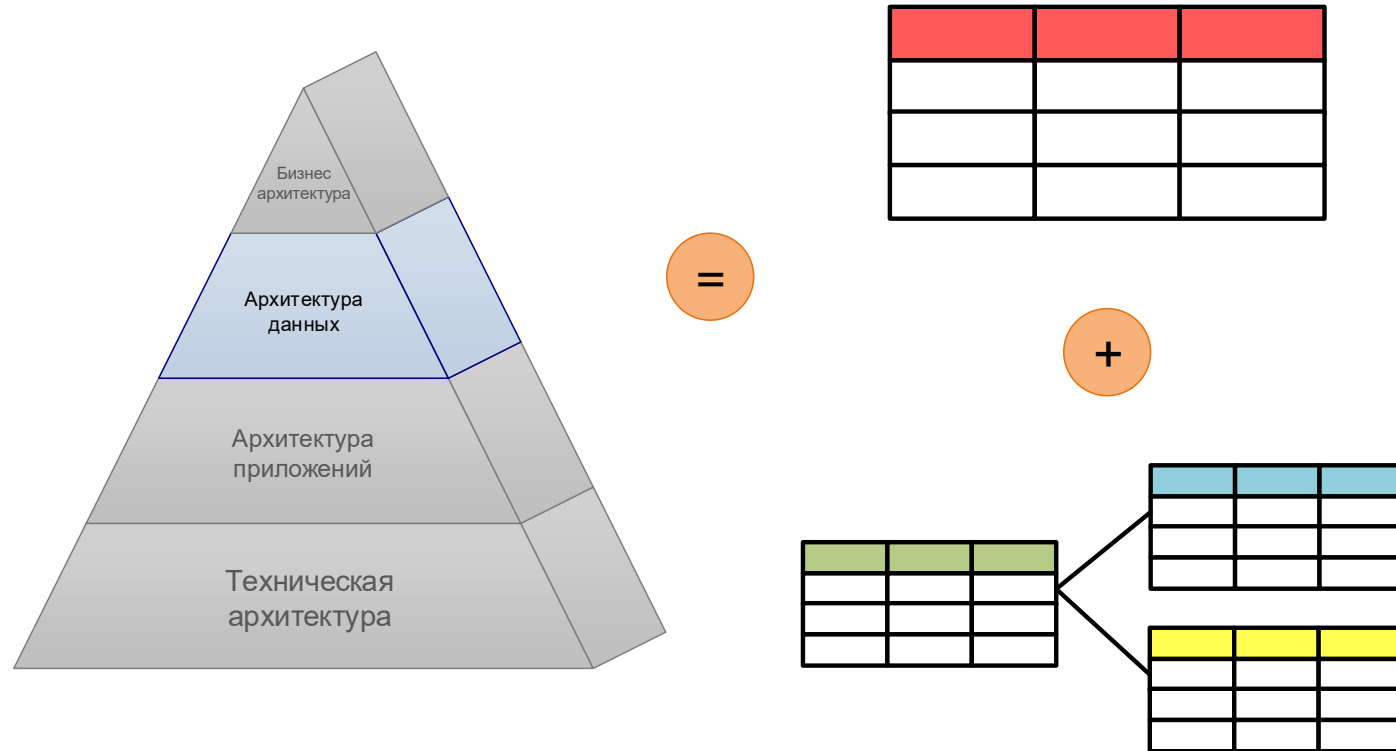 Бизнес
архитектура
Архитектура
данных
Архитектура
приложений
Техническая
архитектура
=
+